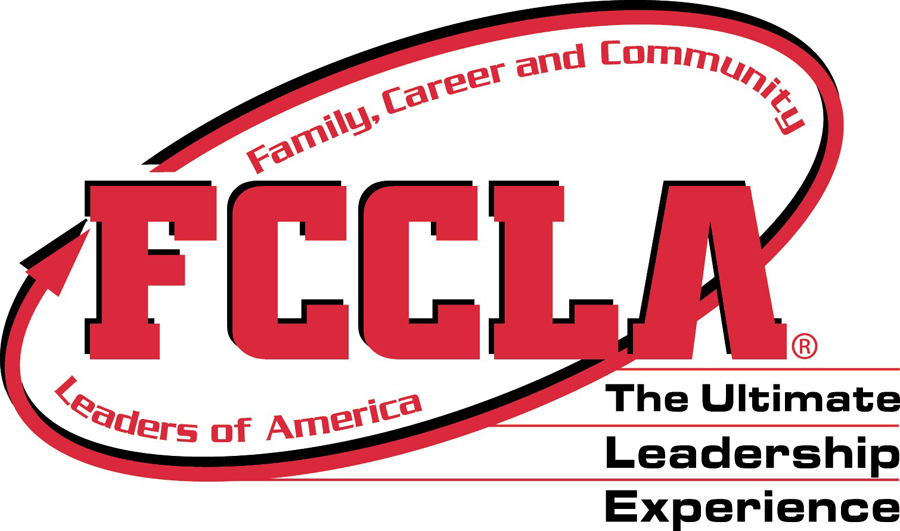 Family, Career and Community
FCCLA®
Leaders of America
The Ultimate
Leadership
Experience